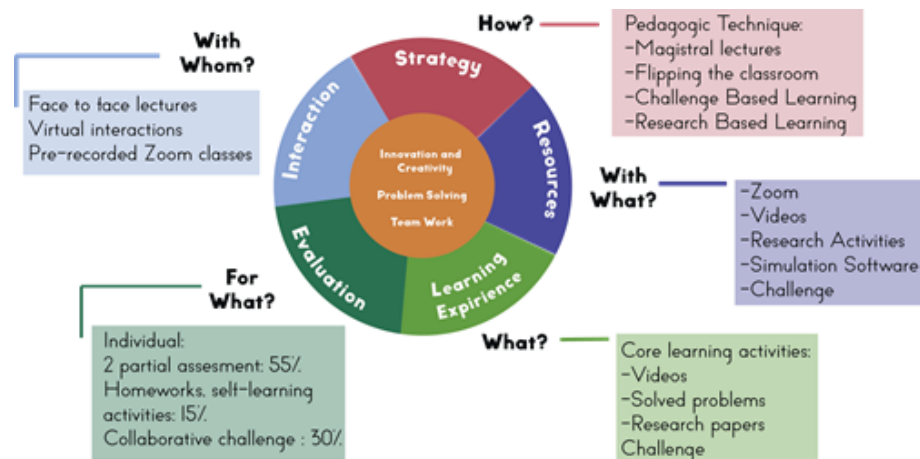 How?
Pedagogic Technique:
-Magistral lectures
-Flipping the classroom
-Challenge Based Learning
-Research Based Learning
With
Whom?
Face to face lectures
Virtual interactions
Pre-recorded Zoom classes
Strategy
Interaction
Resources
Innovation and
Creativity
Problem Solving
Team Work
Evaluation
Learning
Expirience
With
What?
-Zoom
-Videos
-Research Activities
-Simulation Software
-Challenge
For
What?
Individual:
2 partial assesment: 55%
Homeworks, self-learning
activities: 15%
Collaborative challenge : 30%
What?
Core learning activities:
-Videos
-Solved problems
-Research papers
Challenge